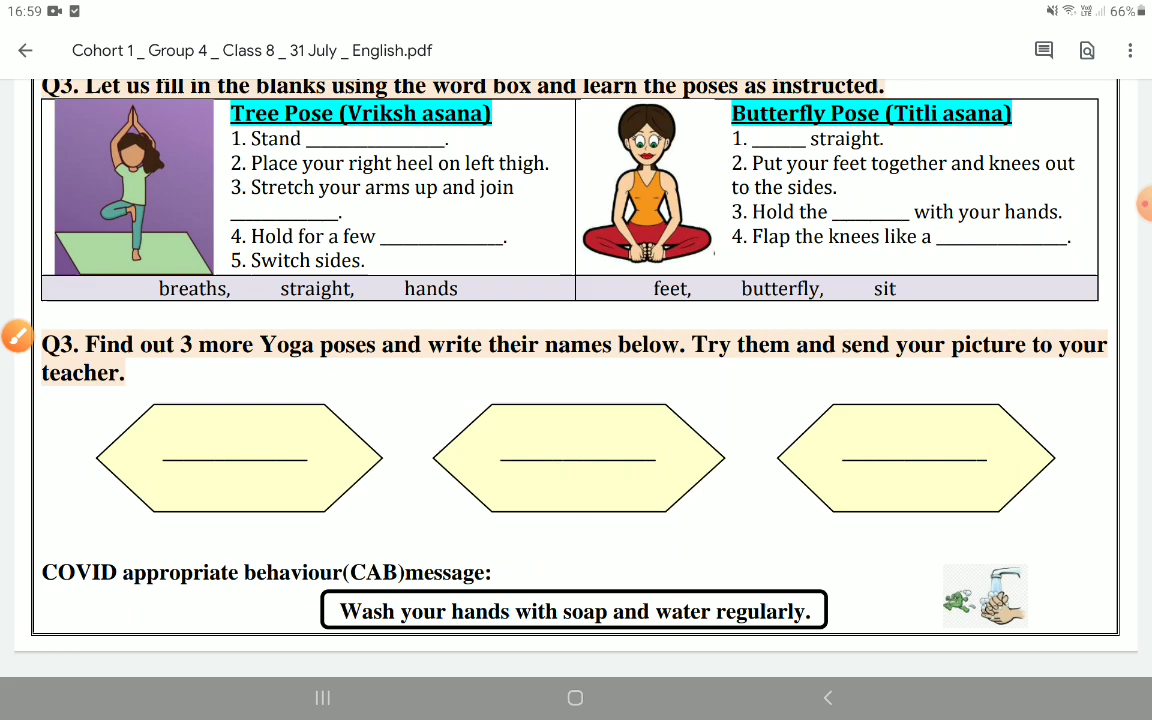 16:59 66%
Cohort 1 _ Group 4 _ Class 8 _ 31 July _ English.pdf
Q3. Let us fill in the blanks using the word box and learn the poses as instructed.
Tree Pose (Vriksh asana)
1. Stand ______________.
2. Place your right heel on left thigh.
3. Stretch your arms up and join
___________.
4. Hold for a few ____________.
5. Switch sides.
breaths, straight, hands
Butterfly Pose (Titli asana)
1. ______ straight.
2. Put your feet together and knees out
to the sides.
3. Hold the ________ with your hands.
4. Flap the knees like a _____________.
feet, butterfly, sit
Q3. Find out 3 more Yoga poses and write their names below. Try them and send your picture to your
teacher.
COVID appropriate behaviour(CAB)message:
Wash your hands with soap and water regularly.